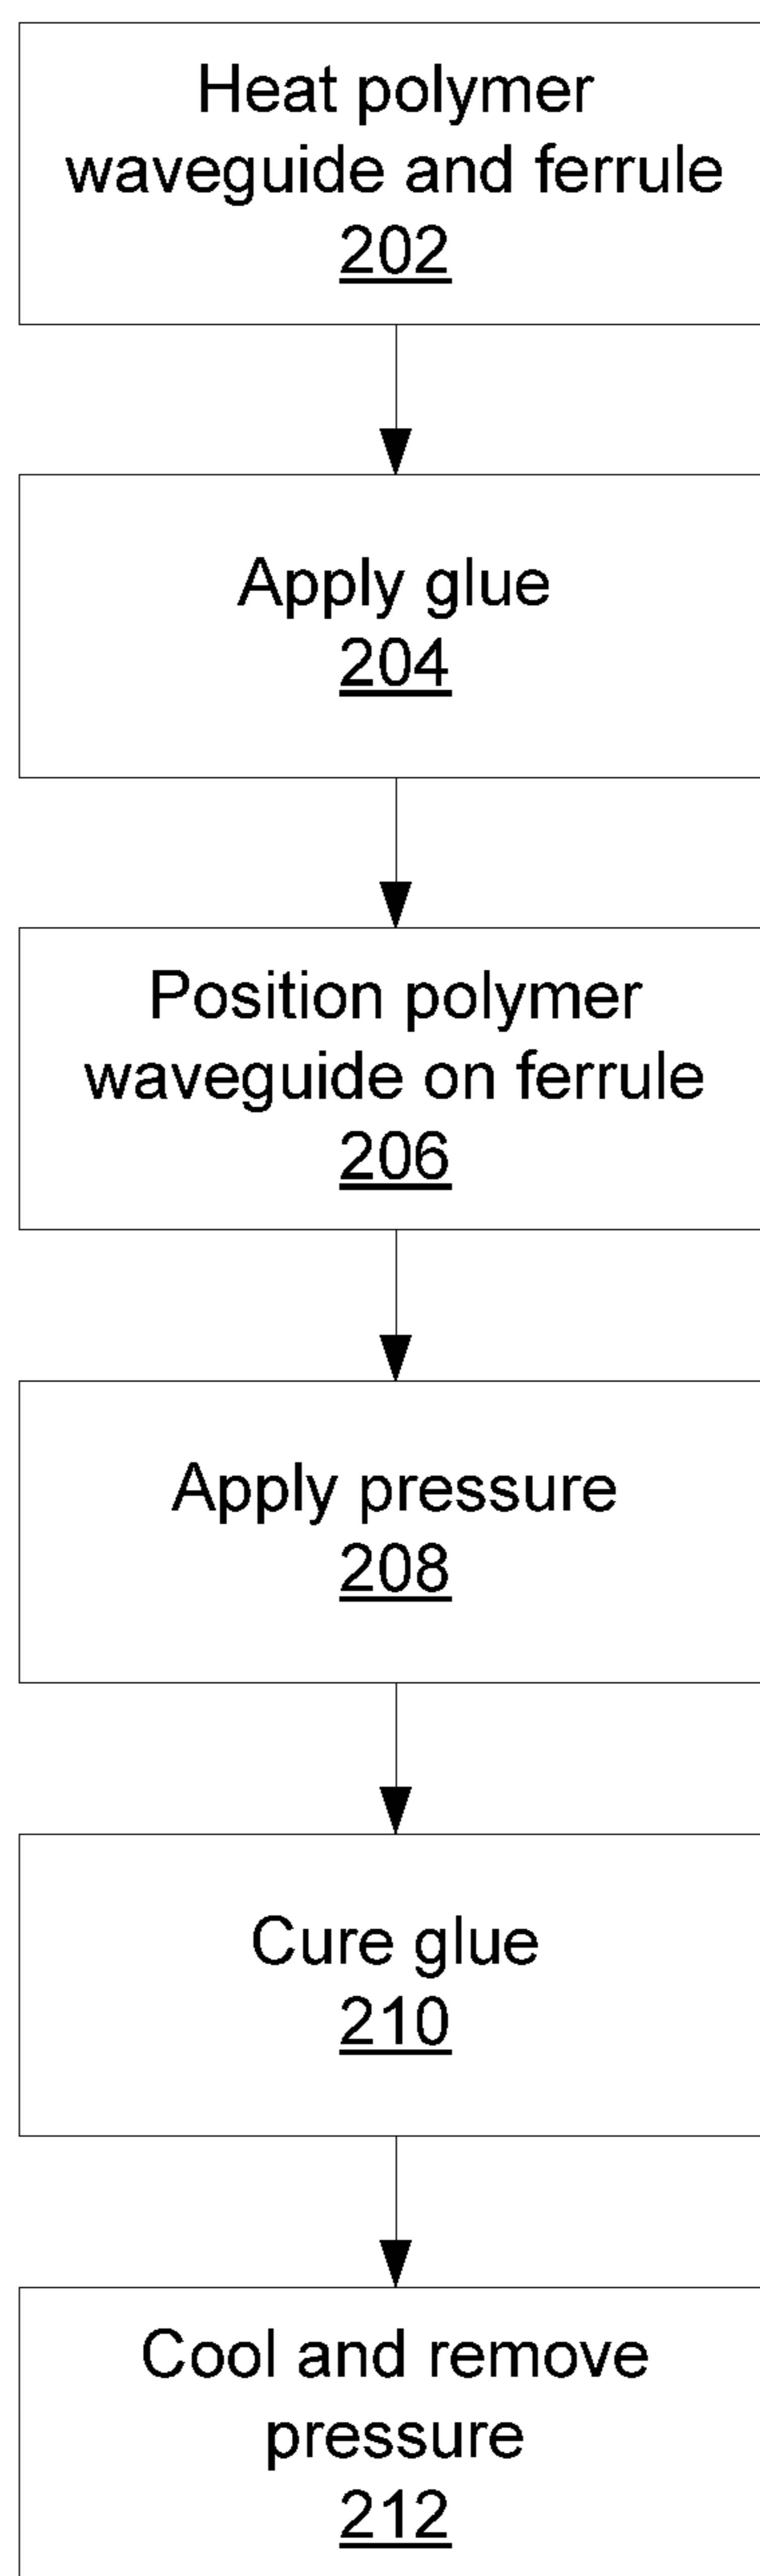 Heat polymer
waveguide and ferrule
202
Apply glue
204
Position polymer
waveguide on ferrule
206
Apply pressure
208
Cure glue
210
Cool and remove
pressure
212